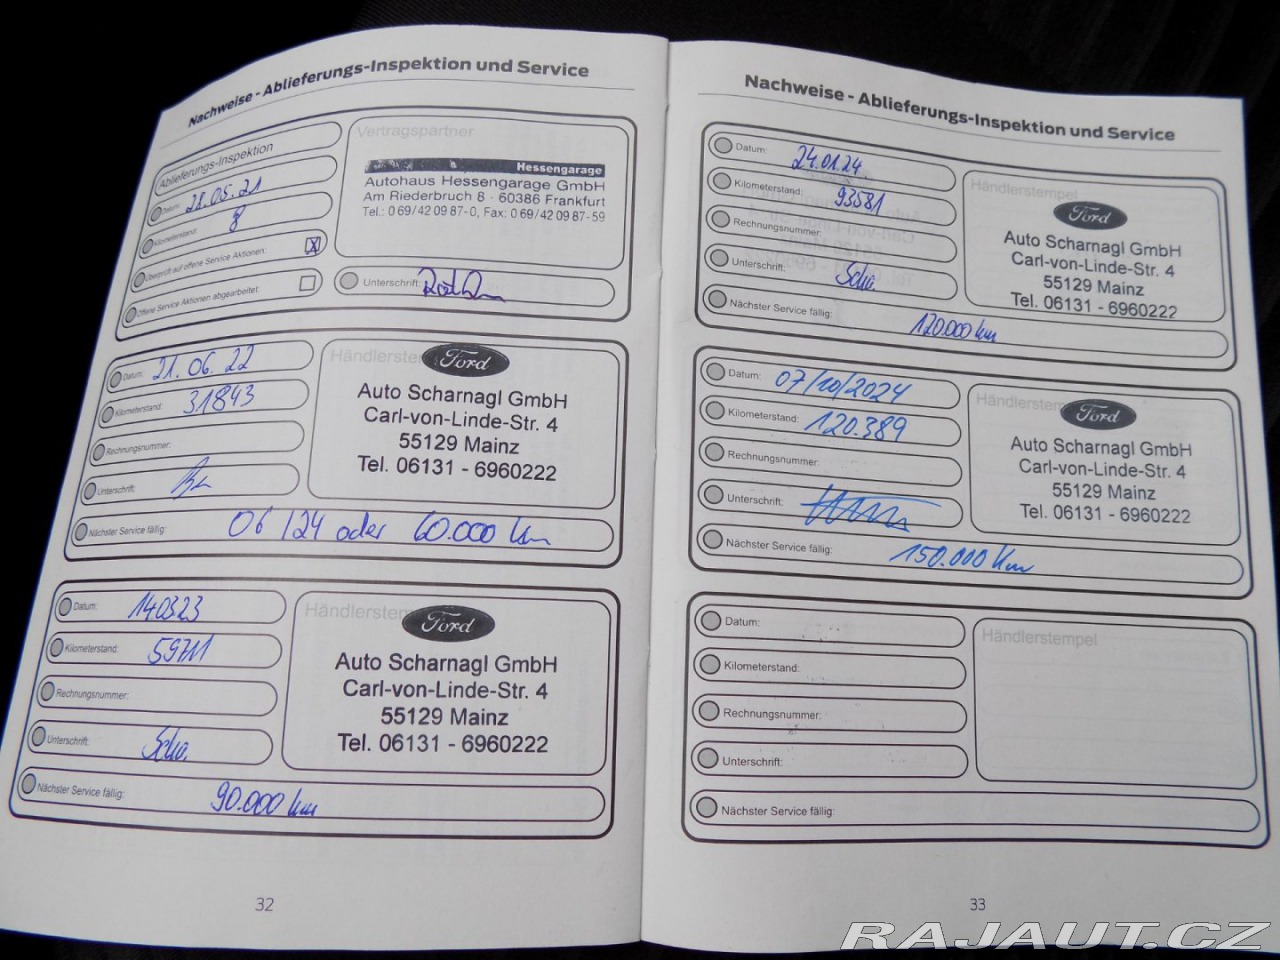 Nachweise - Ablieferungs-Inspektion und Service
Ablieferungs-Inspektion
Datum: 28.05.21
Kilometerstand: 8
Überprüft auf offene Service Aktionen: X
Offene Service Aktionen abgearbeitet:
Vertragspartner
Hessengarage
Autohaus Hessengarage GmbH
Am Riederbruch 8 · 60386 Frankfurt
Tel.: 0 69/42 09 87-0, Fax: 0 69/42 09 87-59
Unterschrift:
Datum: 21.06.22
Kilometerstand: 31843
Rechnungsnummer:
Unterschrift:
Nächster Service fällig: 06/24 oder 60.000 km
Händlerstem
Ford
Auto Scharnagl GmbH
Carl-von-Linde-Str. 4
55129 Mainz
Tel. 06131 - 6960222
Datum: 140323
Kilometerstand: 59711
Rechnungsnummer:
Unterschrift:
Nächster Service fällig: 90.000 km
Händlerstem
Ford
Auto Scharnagl GmbH
Carl-von-Linde-Str. 4
55129 Mainz
Tel. 06131 - 6960222
32
Nachweise - Ablieferungs-Inspektion und Service
Datum: 24.01.24
Kilometerstand: 93581
Rechnungsnummer:
Unterschrift:
Nächster Service fällig: 120.000 km
Händlerstempel
Ford
Auto Scharnagl GmbH
Carl-von-Linde-Str. 4
55129 Mainz
Tel. 06131 - 6960222
Datum: 07/10/2024
Kilometerstand: 120.389
Rechnungsnummer:
Unterschrift:
Nächster Service fällig: 150.000 km
Händlerstem
Ford
Auto Scharnagl GmbH
Carl-von-Linde-Str. 4
55129 Mainz
Tel. 06131 - 6960222
Datum:
Kilometerstand:
Rechnungsnummer:
Unterschrift:
Nächster Service fällig:
Händlerstempel
33
RAJAUT.CZ